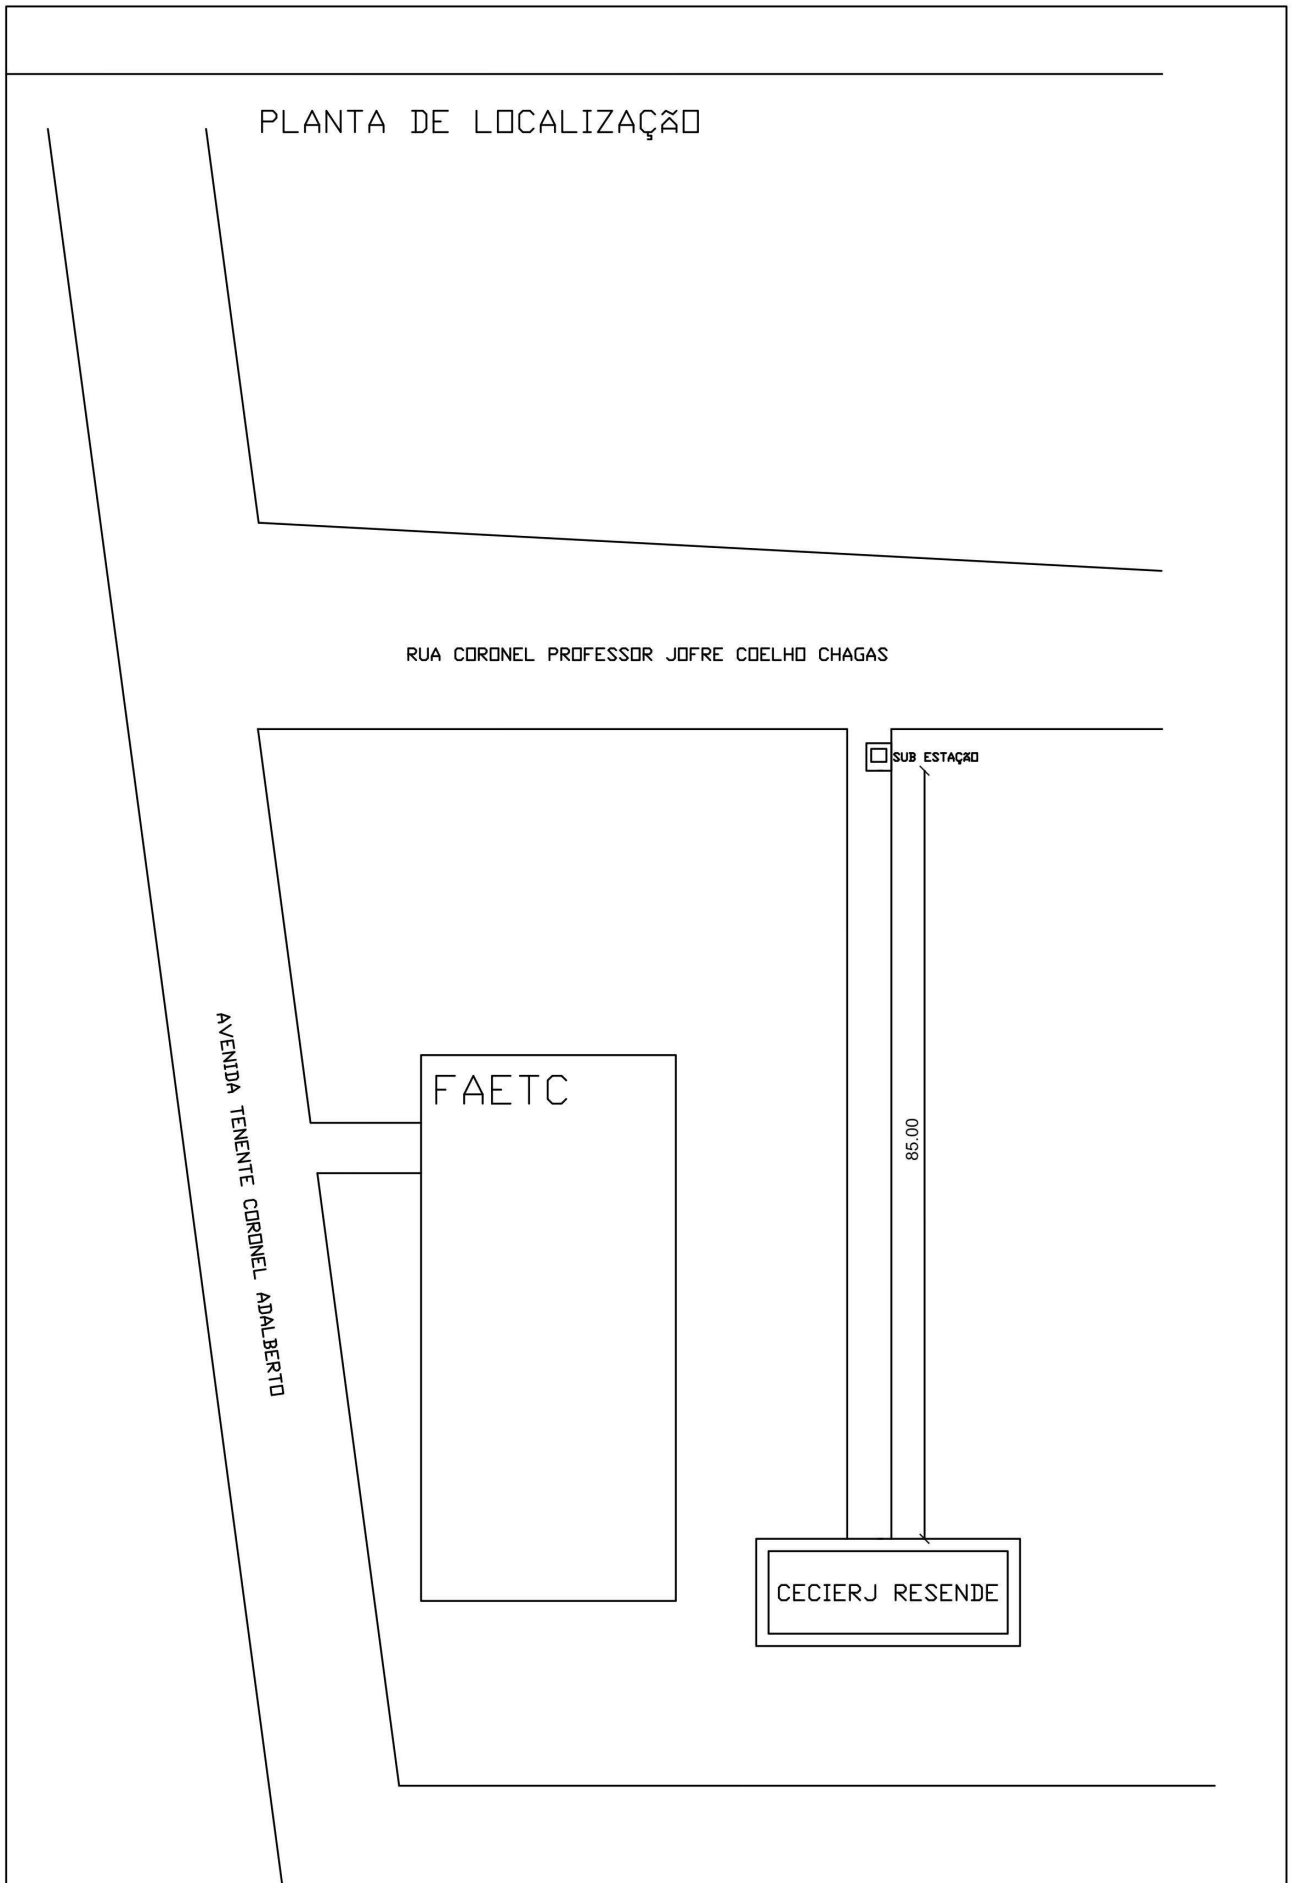 PLANTA DE LOCALIZAÇÃO
RUA CORONEL PROFESSOR JOFRE COELHO CHAGAS
SUB ESTAÇÃO
AVENIDA TENENTE CORONEL ADALBERTO
FAETC
85.00
CECIERJ RESENDE